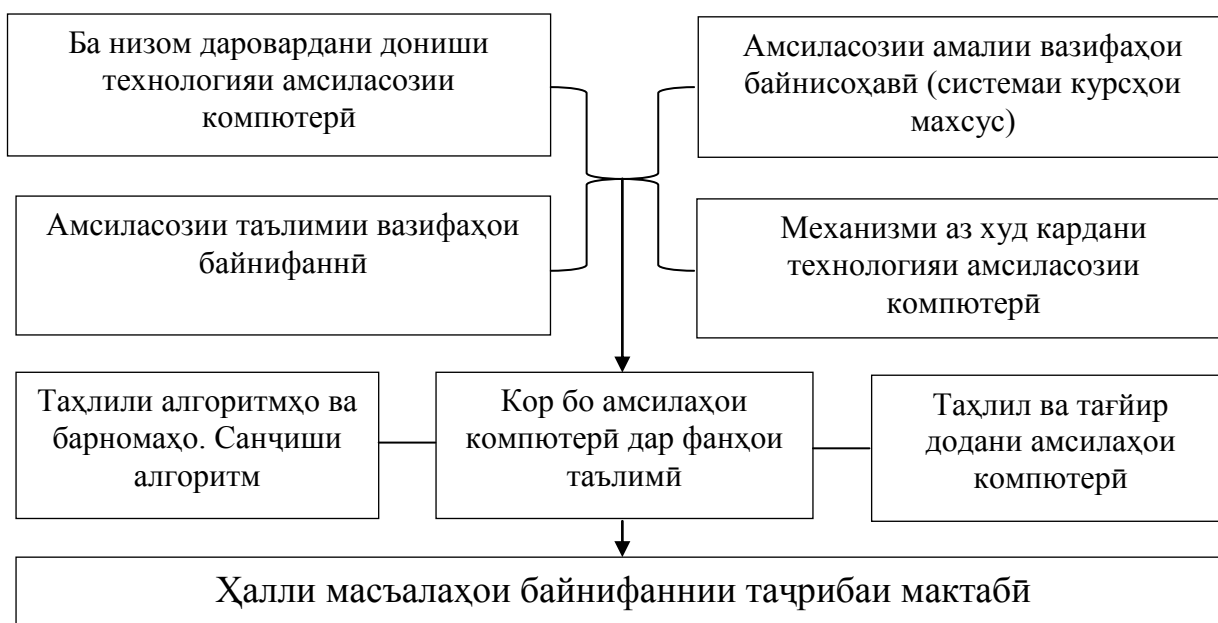 Ба низом даровардани дониши
технологияи амсиласозии
компютерӣ
Амсиласозии амалии вазифаҳои
байнисоҳавӣ (системаи курсҳои
махсус)
Амсиласозии таълимии вазифаҳои
байнифаннӣ
Механизми аз худ кардани
технологияи амсиласозии
компютерӣ
Таҳлили алгоритмҳо ва
барномаҳо. Санҷиши
алгоритм
Кор бо амсилаҳои
компютерӣ дар фанҳои
таълимӣ
Таҳлил ва тағйир
додани амсилаҳои
компютерӣ
Ҳалли масъалаҳои байнифаннии таҷрибаи мактабӣ